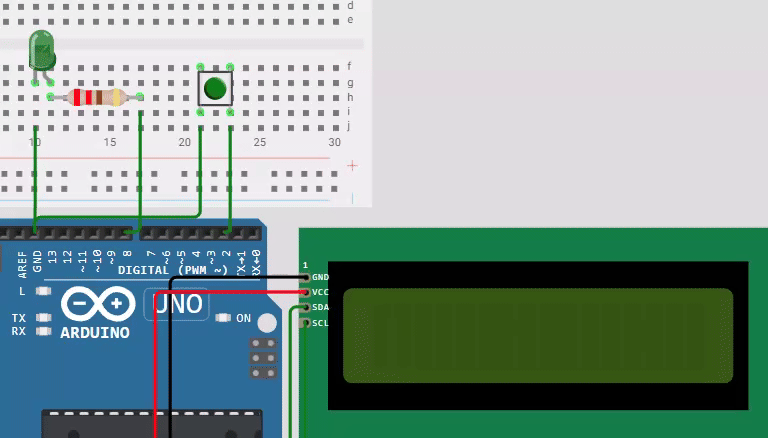 d
e
f
g
h
i
j
10 15 20 25 30
+
|
AREF
GND
13
12
~11
~10
~9
8
7
~6
~5
4
~3
2
TX→1
RX←0
DIGITAL (PWM ~)
L
TX
RX
UNO
ARDUINO
ON
1
GND
VCC
SDA
SCL